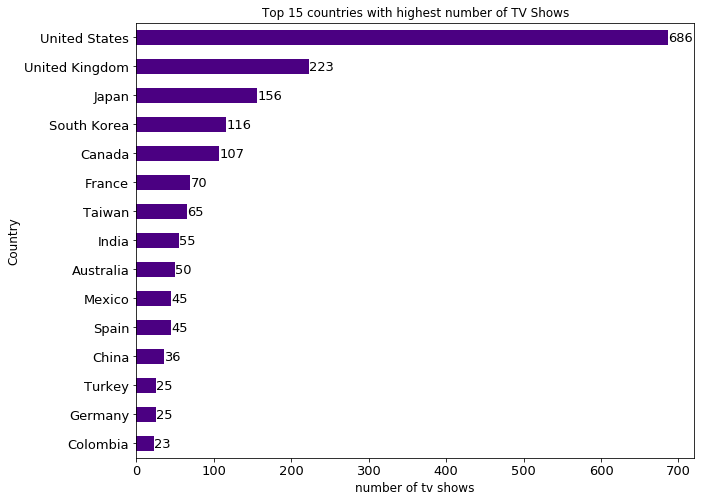 Top 15 countries with highest number of TV Shows
United States 686
United Kingdom 223
Japan 156
South Korea 116
Canada 107
France 70
Taiwan 65
India 55
Australia 50
Mexico 45
Spain 45
China 36
Turkey 25
Germany 25
Colombia 23
Country
0 100 200 300 400 500 600 700
number of tv shows